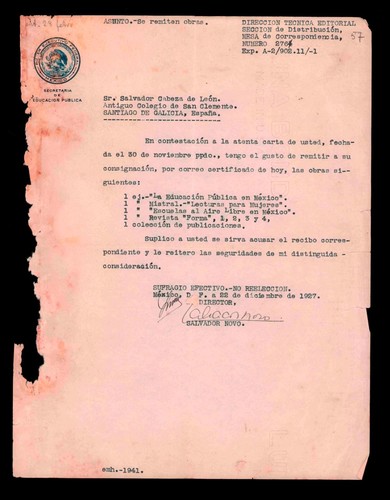 ASUNTO.-Se remiten obras.
DIRECCION TECNICA EDITORIAL
SECCION de Distribución.
MESA de Correspondencia,
NUMERO 2764
Exp. A-2/902.11/-1
57
SECRETARIA
DE
EDUCACION PUBLICA
Sr. Salvador Cabeza de León.
Antiguo Colegio de San Clemente.
SANTIAGO DE GALICIA, España.
En contestación a la atenta carta de usted, fecha-
da el 30 de noviembre ppdo., tengo el gusto de remitir a su
consignación, por correo certificado de hoy, las obras si--
guientes:
1 ej.-"La Educación Pública en México".
1 " Mistral.-"Lecturas para Mujeres".
1 " "Escuelas al Aire Libre en México".
1 " Revista "Forma", 1, 2, 3 y 4,
1 colección de publicaciones.
Suplico a usted se sirva acusar el recibo corres-
pondiente y le reitero las seguridades de mi distinguida -
consideración.
SUFRAGIO EFECTIVO.-NO REELECCION.
México, D. F. a 22 de diciembre de 1927.
DIRECTOR,
SALVADOR NOVO.
emh.-1941.